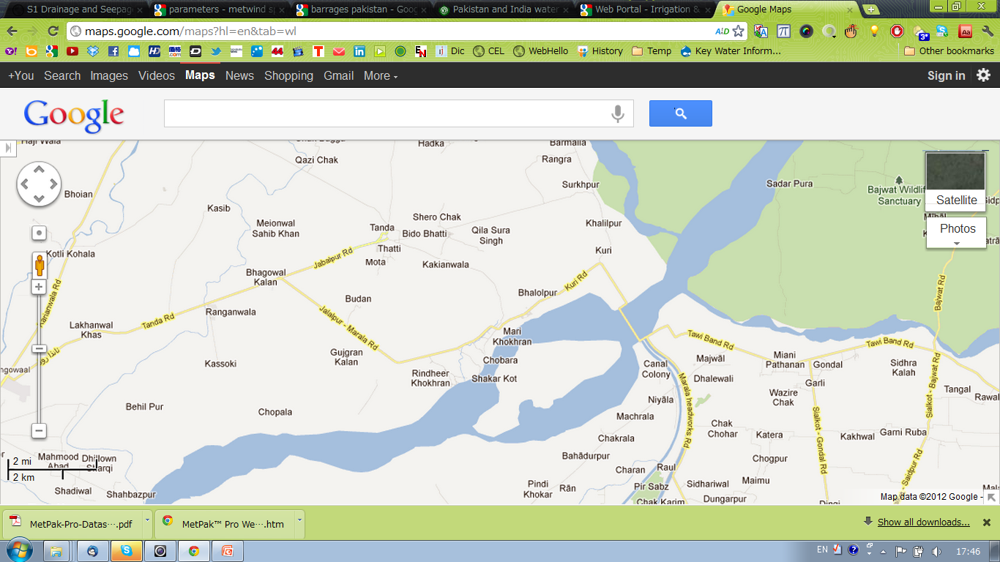 S1 Drainage and Seepag
parameters - metwind s
barrages pakistan - Goog
Pakistan and India water
Web Portal - Irrigation &
Google Maps
maps.google.com/maps?hl=en&tab=wl
Dic
CEL
WebHello
History
Temp
Key Water Inform...
Other bookmarks
+You Search Images Videos Maps News Shopping Gmail More
Sign in
Google
Haji Wala
Hadka
Barmalla
Qazi Chak
Rangra
Surkhpur
Sadar Pura
Bajwat Wildlif
Sanctuary
Satellite
Photos
Bhoian
Kasib
Meionwal
Sahib Khan
Shero Chak
Tanda
Bido Bhatti
Qila Sura
Singh
Khalilpur
Kuri
Kotli Kohala
Jabalpur Rd
Thatti
Mota
Kakianwala
Bhagowal
Kalan
Kuri Rd
Bhalolpur
Bajwat Rd
Budan
Ranganwala
Tanda Rd
Lakhanwal
Khas
Jalalpur - Marala Rd
Mari
Khokhran
Tawi Band Rd
Tawi Band Rd
Gujgran
Kalan
Kassoki
Chobara
Canal
Colony
Majwāl
Miani
Pathanan
Gondal
Sidhra
Kalah
Rindheer
Khokhran
Shakar Kot
Dhalewali
Garli
Marala headworks Rd
Niyāla
Wazire
Chak
Sialkot - Bajwat Rd
Tangal
Rawal
Behil Pur
Chopala
Machrala
Chak
Chohar
Katera
Kakhwal
Garni Ruba
Sialkot - Gondal Rd
Chakrala
Bahādurpur
Chogpur
Mahmood
Abad
Dhillown
Sharqi
2 mi
2 km
Charan
Raul
Sidhariwal
Maimu
- Saidpur Rd
Shadiwal
Shahbazpur
Pindi
Khokar
Rān
Pir Sabz
Dungarpur
Chak Karim
Map data ©2012 Google -
MetPak-Pro-Datas···.pdf
MetPak™ Pro We···.htm
Show all downloads...
EN
17:46